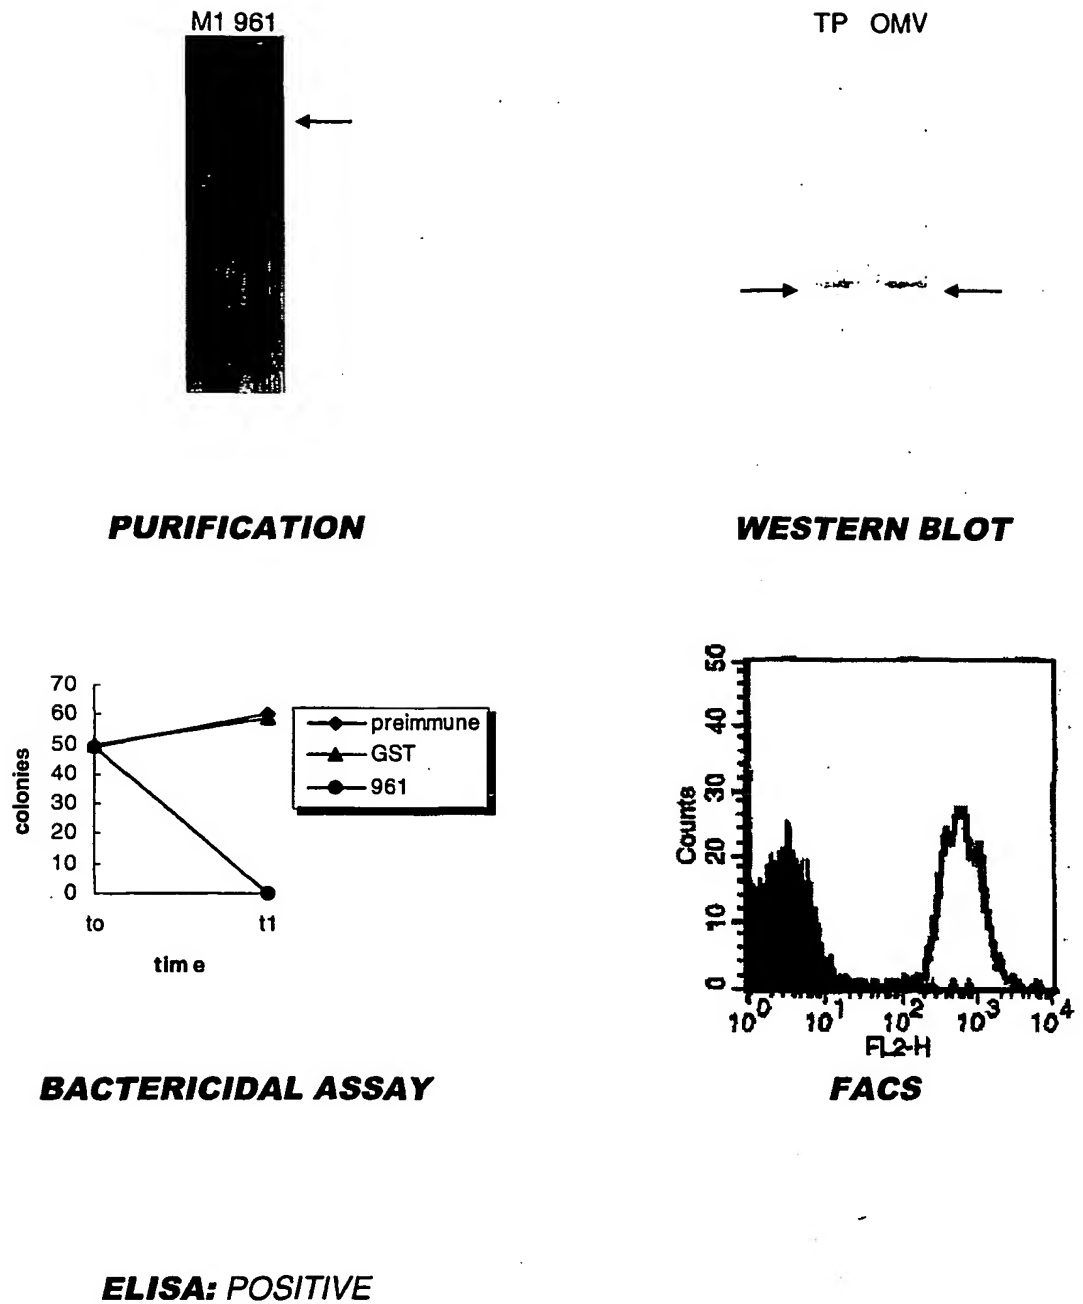 M1 961
TP OMV
PURIFICATION
WESTERN BLOT
70
60
50
40
30
20
10
0
colonies
to
t1
time
preimmune
GST
961
50
40
30
20
10
0
Counts
10^0 10^1 10^2 10^3 10^4
FL2-H
BACTERICIDAL ASSAY
FACS
ELISA: POSITIVE